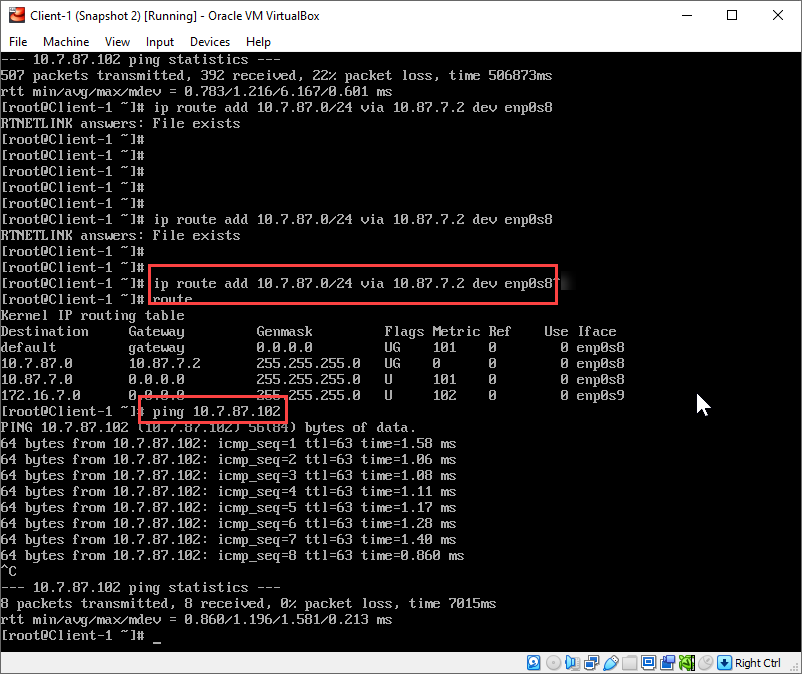 Client-1 (Snapshot 2) [Running] - Oracle VM VirtualBox
File Machine View Input Devices Help
--- 10.7.87.102 ping statistics ---
507 packets transmitted, 392 received, 22% packet loss, time 506873ms
rtt min/avg/max/mdev = 0.783/1.216/6.167/0.601 ms
[root@Client-1 ~]# ip route add 10.7.87.0/24 via 10.87.7.2 dev enp0s8
RTNETLINK answers: File exists
[root@Client-1 ~]#
[root@Client-1 ~]#
[root@Client-1 ~]#
[root@Client-1 ~]#
[root@Client-1 ~]#
[root@Client-1 ~]# ip route add 10.7.87.0/24 via 10.87.7.2 dev enp0s8
RTNETLINK answers: File exists
[root@Client-1 ~]#
[root@Client-1 ~]#
[root@Client-1 ~]# ip route add 10.7.87.0/24 via 10.87.7.2 dev enp0s8
[root@Client-1 ~]# route
Kernel IP routing table
Destination Gateway Genmask Flags Metric Ref Use Iface
default gateway 0.0.0.0 UG 101 0 0 enp0s8
10.7.87.0 10.87.7.2 255.255.255.0 UG 0 0 0 enp0s8
10.87.7.0 0.0.0.0 255.255.255.0 U 101 0 0 enp0s8
172.16.7.0 0.0.0.0 255.255.255.0 U 102 0 0 enp0s9
[root@Client-1 ~]# ping 10.7.87.102
PING 10.7.87.102 (10.7.87.102) 56(84) bytes of data.
64 bytes from 10.7.87.102: icmp_seq=1 ttl=63 time=1.58 ms
64 bytes from 10.7.87.102: icmp_seq=2 ttl=63 time=1.06 ms
64 bytes from 10.7.87.102: icmp_seq=3 ttl=63 time=1.08 ms
64 bytes from 10.7.87.102: icmp_seq=4 ttl=63 time=1.11 ms
64 bytes from 10.7.87.102: icmp_seq=5 ttl=63 time=1.17 ms
64 bytes from 10.7.87.102: icmp_seq=6 ttl=63 time=1.28 ms
64 bytes from 10.7.87.102: icmp_seq=7 ttl=63 time=1.40 ms
64 bytes from 10.7.87.102: icmp_seq=8 ttl=63 time=0.860 ms
^C
--- 10.7.87.102 ping statistics ---
8 packets transmitted, 8 received, 0% packet loss, time 7015ms
rtt min/avg/max/mdev = 0.860/1.196/1.581/0.213 ms
[root@Client-1 ~]# _
Right Ctrl